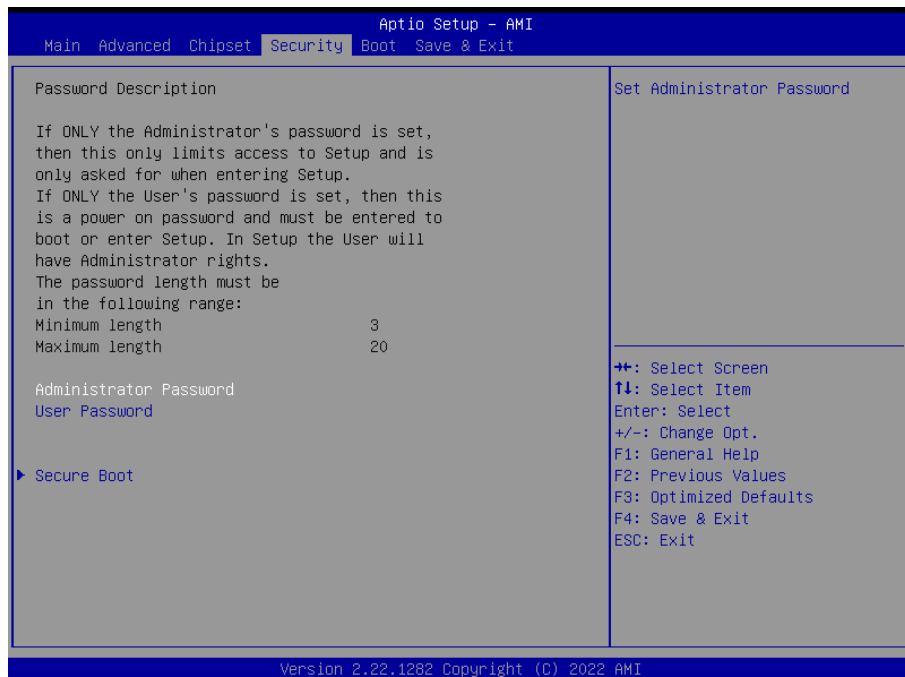 Aptio Setup - AMI
Main Advanced Chipset Security Boot Save & Exit
Password Description
If ONLY the Administrator's password is set,
then this only limits access to Setup and is
only asked for when entering Setup.
If ONLY the User's password is set, then this
is a power on password and must be entered to
boot or enter Setup. In Setup the User will
have Administrator rights.
The password length must be
in the following range:
Minimum length 3
Maximum length 20
Administrator Password
User Password
Secure Boot
Set Administrator Password
→←: Select Screen
↑↓: Select Item
Enter: Select
+/-: Change Opt.
F1: General Help
F2: Previous Values
F3: Optimized Defaults
F4: Save & Exit
ESC: Exit
Version 2.22.1282 Copyright (C) 2022 AMI